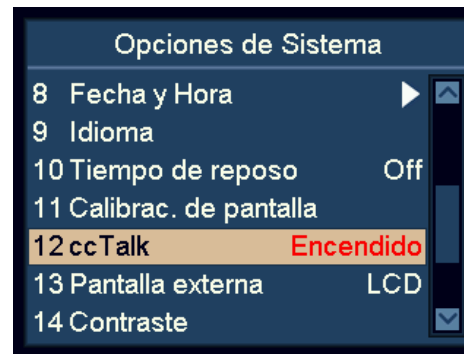 Opciones de Sistema
8 Fecha y Hora
9 Idioma
10 Tiempo de reposo Off
11 Calibrac. de pantalla
12 ccTalk Encendido
13 Pantalla externa LCD
14 Contraste